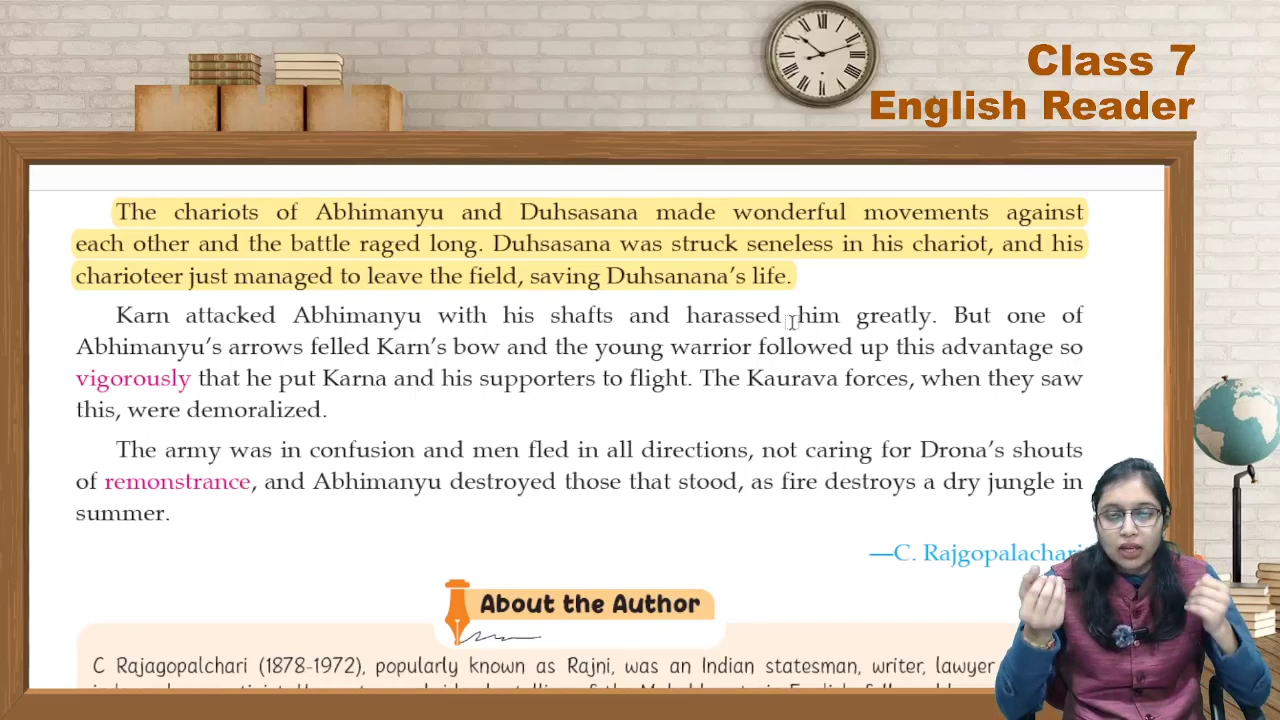 Class 7
English Reader
The chariots of Abhimanyu and Duhsasana made wonderful movements against
each other and the battle raged long. Duhsasana was struck seneless in his chariot, and his
charioteer just managed to leave the field, saving Duhsanana's life.
Karn attacked Abhimanyu with his shafts and harassed him greatly. But one of
Abhimanyu's arrows felled Karn's bow and the young warrior followed up this advantage so
vigorously that he put Karna and his supporters to flight. The Kaurava forces, when they saw
this, were demoralized.
The army was in confusion and men fled in all directions, not caring for Drona's shouts
of remonstrance, and Abhimanyu destroyed those that stood, as fire destroys a dry jungle in
summer.
—C. Rajgopalachari
About the Author
C Rajagopalchari (1878-1972), popularly known as Rajni, was an Indian statesman, writer, lawyer